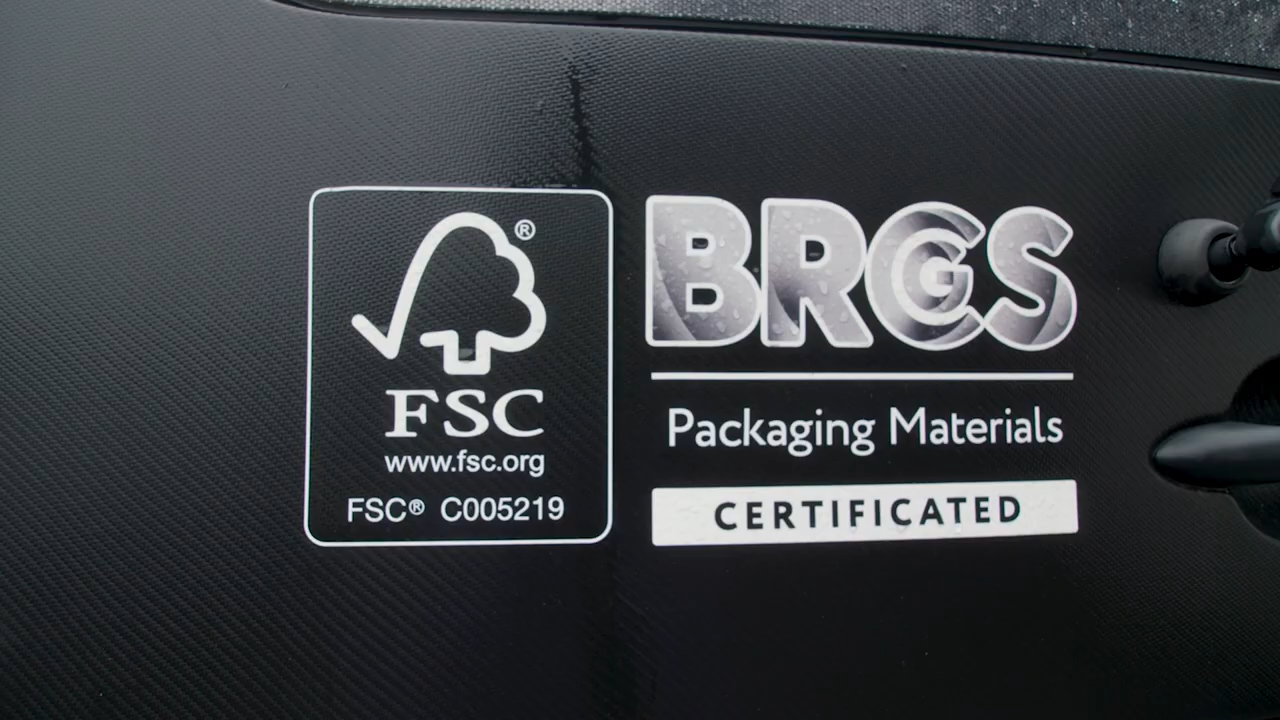 ®
FSC
www.fsc.org
FSC® C005219
BRGS
Packaging Materials
CERTIFICATED